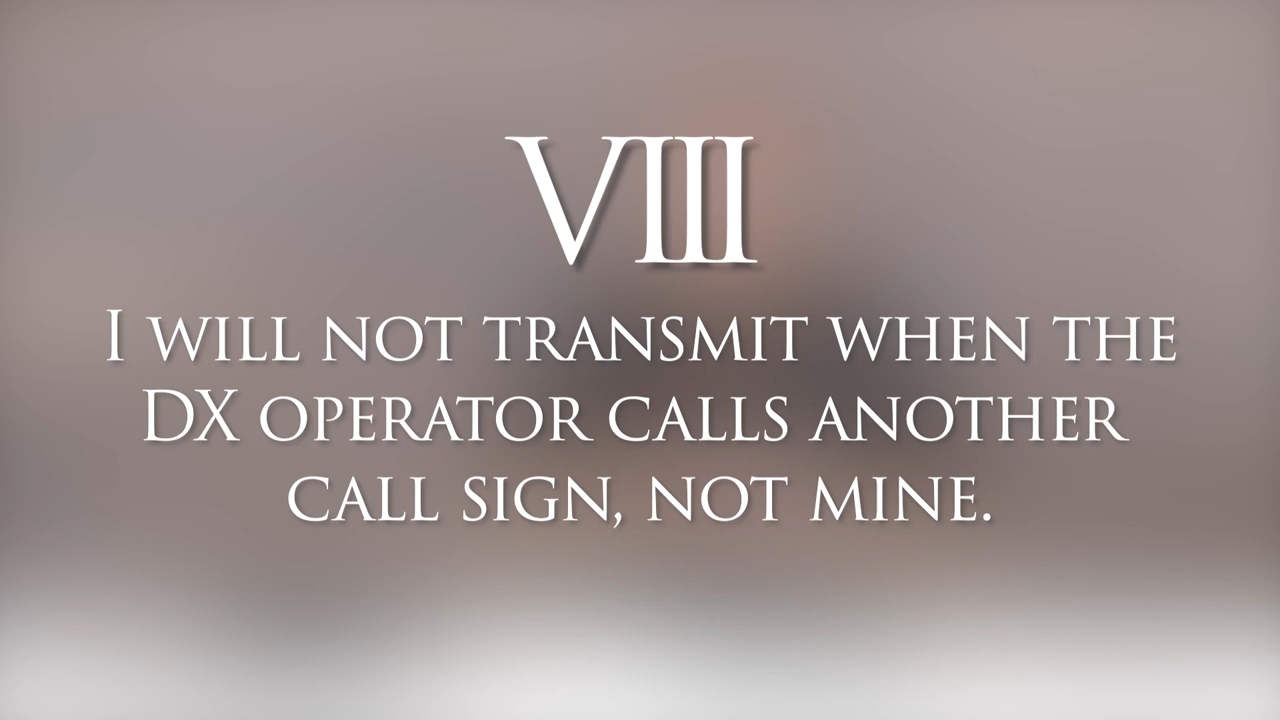 VIII
I will not transmit when the
DX operator calls another
call sign, not mine.